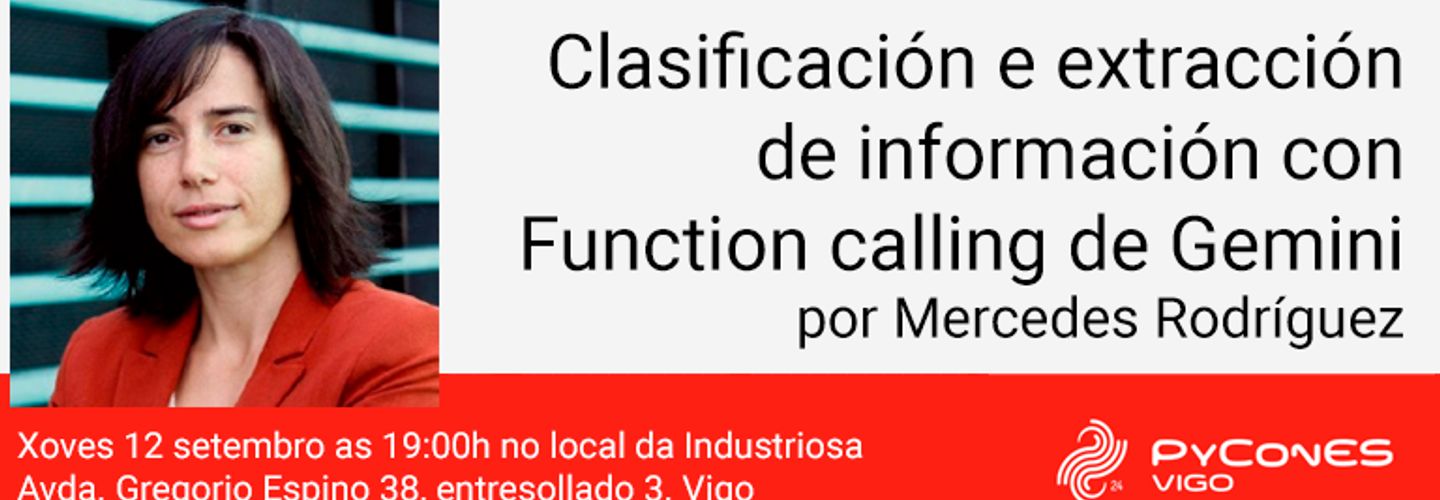 Clasificación e extracción
de información con
Function calling de Gemini
por Mercedes Rodríguez
Xoves 12 setembro as 19:00h no local da Industriosa
Avda. Gregorio Espino 38, entresollado 3, Vigo
24
PyConES
VIGO